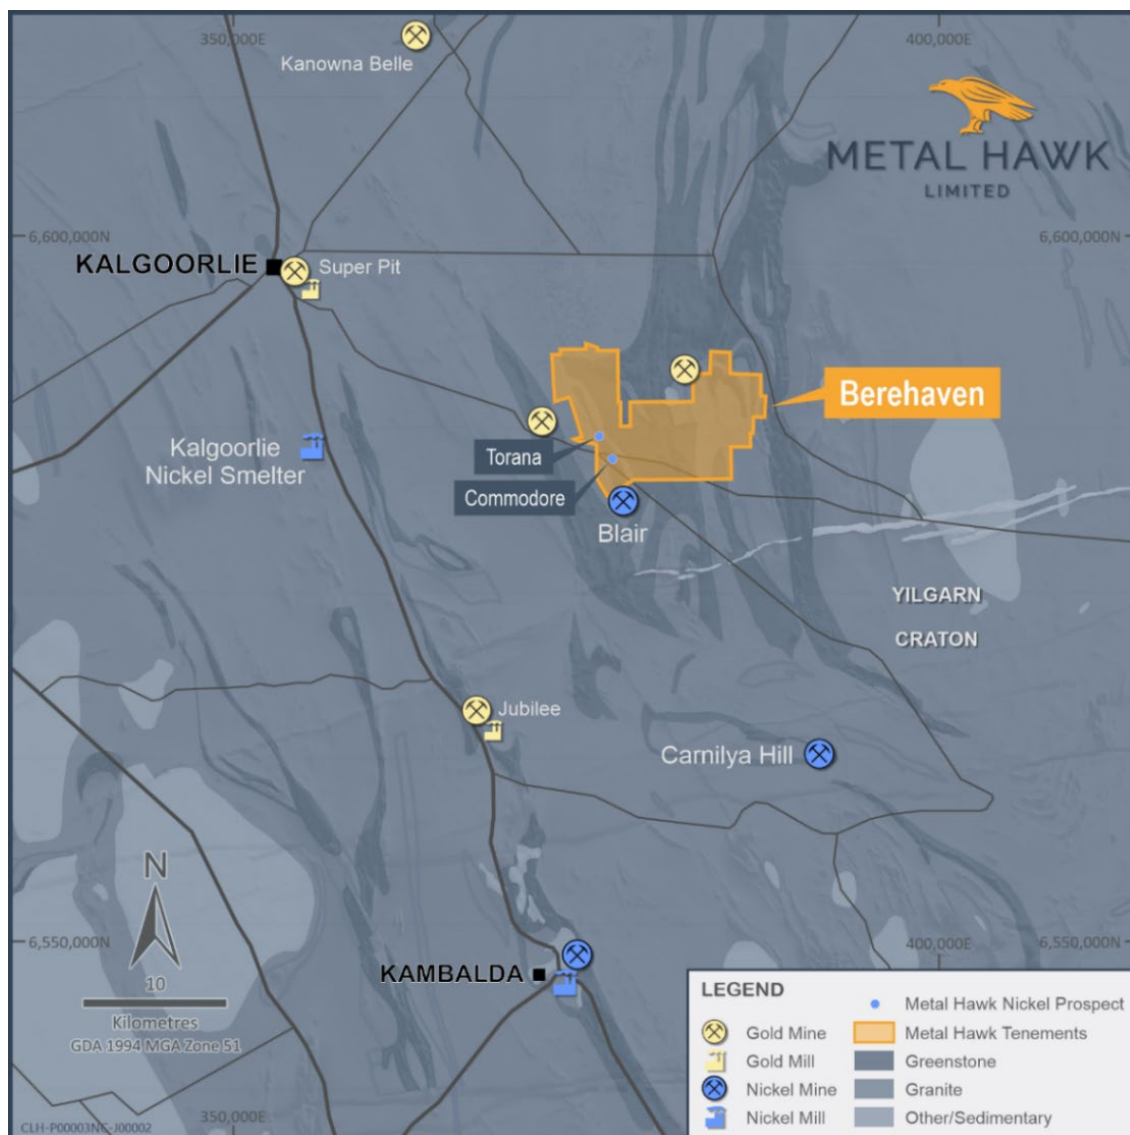 350,000E
400,000E
Kanowna Belle
METAL HAWK
LIMITED
6,600,000N
6,600,000N
KALGOORLIE
Super Pit
Berehaven
Kalgoorlie
Nickel Smelter
Torana
Commodore
Blair
YILGARN
CRATON
Jubilee
Carnilya Hill
N
6,550,000N
400,000E
6,550,000N
KAMBALDA
10
Kilometres
GDA 1994 MGA Zone 51
LEGEND
Metal Hawk Nickel Prospect
Gold Mine
Metal Hawk Tenements
Gold Mill
Greenstone
Nickel Mine
Granite
Nickel Mill
Other/Sedimentary
350,000E
CLH-P00003NC-J00002